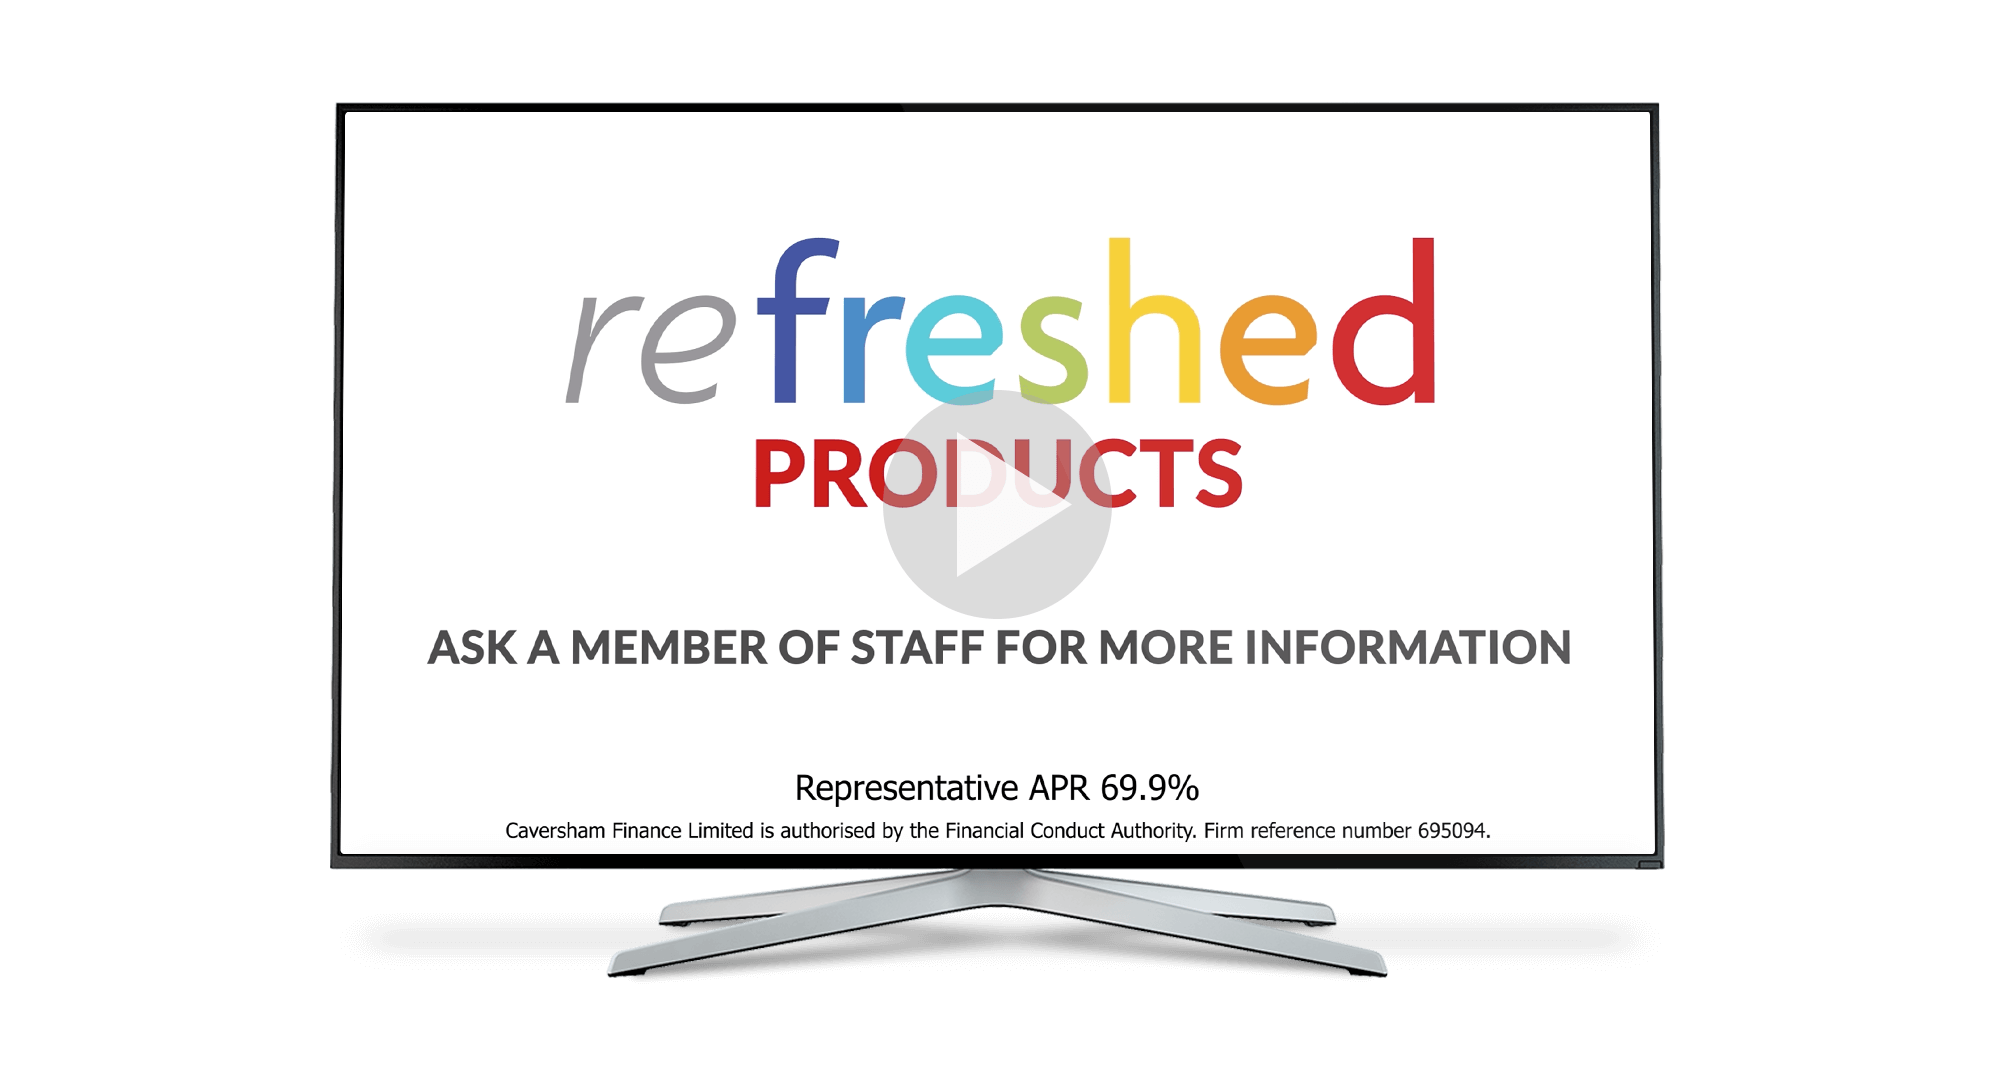 refreshed
PRODUCTS
ASK A MEMBER OF STAFF FOR MORE INFORMATION
Representative APR 69.9%
Caversham Finance Limited is authorised by the Financial Conduct Authority. Firm reference number 695094.